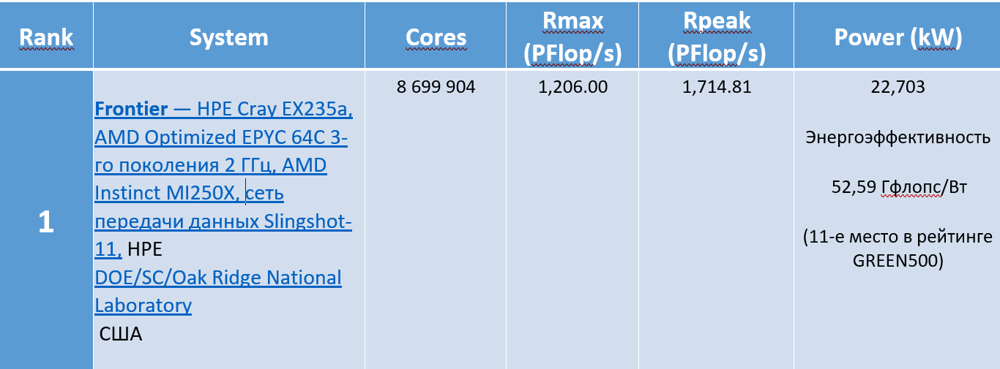 Rank
System
Cores
Rmax
(PFlop/s)
Rpeak
(PFlop/s)
Power (kW)
1
Frontier — HPE Cray EX235a,
AMD Optimized EPYC 64C 3-
го поколения 2 ГГц, AMD
Instinct MI250X, сеть
передачи данных Slingshot-
11, HPE
DOE/SC/Oak Ridge National
Laboratory
США
8 699 904
1,206.00
1,714.81
22,703
Энергоэффективность
52,59 Гфлопс/Вт
(11-е место в рейтинге
GREEN500)